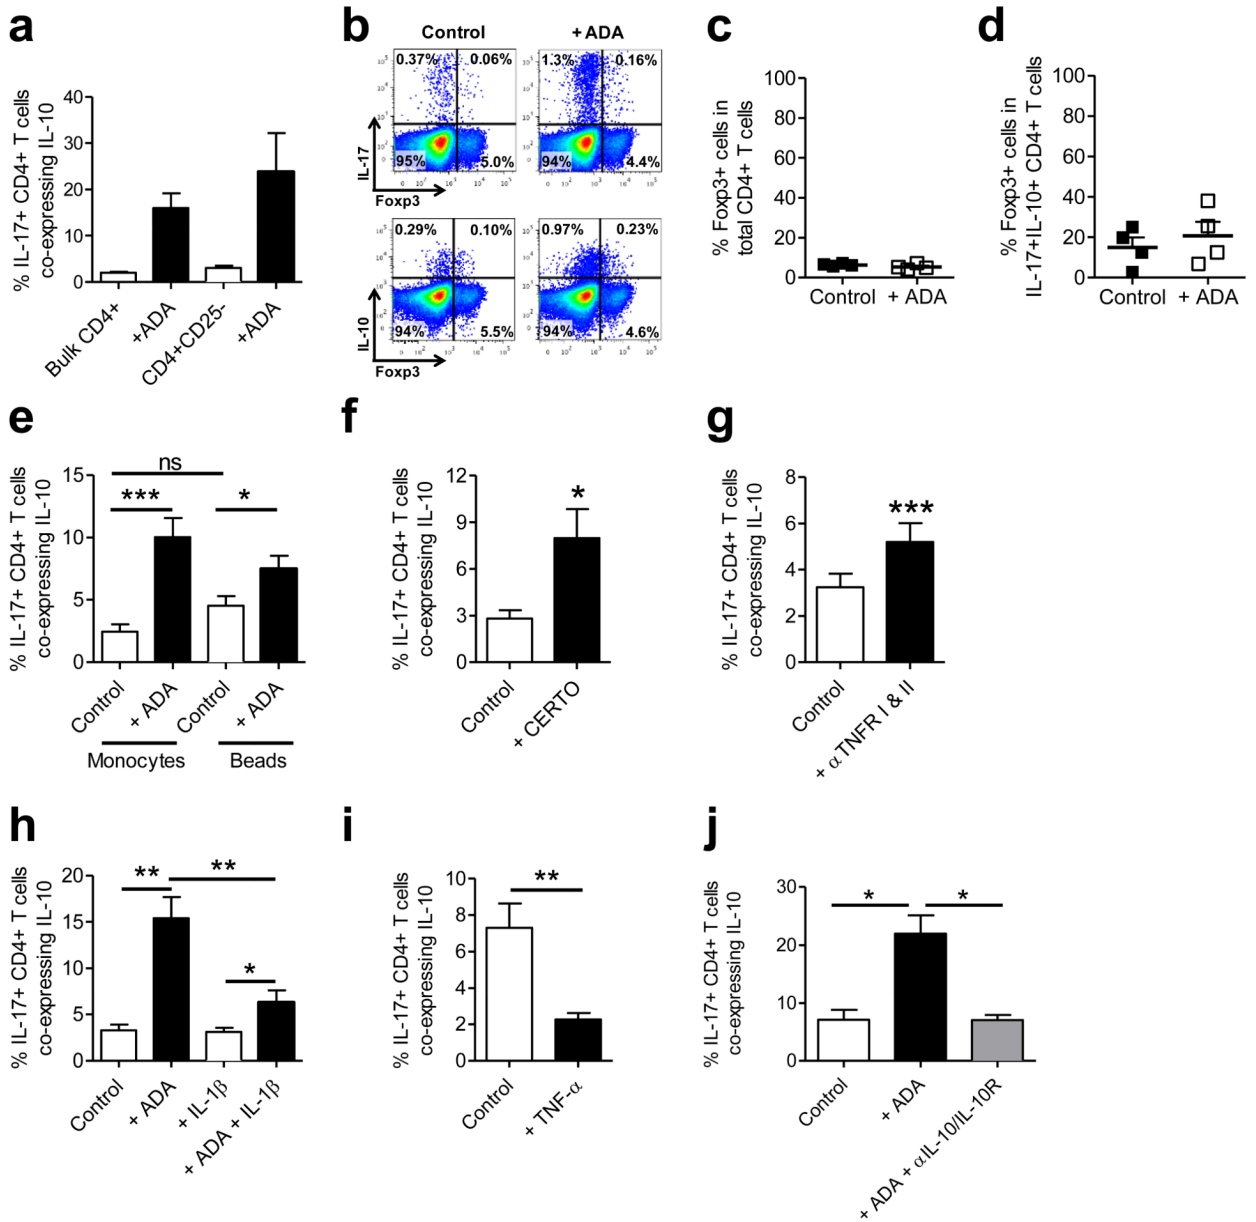 a
% IL-17+ CD4+ T cells
co-expressing IL-10
40
30
20
10
0
Bulk CD4+
+ADA
CD4+CD25-
+ADA
b
Control
+ ADA
0.37%
0.06%
95%
5.0%
1.3%
0.16%
94%
4.4%
IL-17
Foxp3
0.29%
0.10%
94%
5.5%
0.97%
0.23%
94%
4.6%
IL-10
Foxp3
c
% Foxp3+ cells in
total CD4+ T cells
100
80
60
40
20
0
Control
+ ADA
d
% Foxp3+ cells in
IL-17+IL-10+ CD4+ T cells
100
80
60
40
20
0
Control
+ ADA
e
% IL-17+ CD4+ T cells
co-expressing IL-10
15
10
5
0
ns
***
*
Control
+ ADA
Control
+ ADA
Monocytes
Beads
f
% IL-17+ CD4+ T cells
co-expressing IL-10
12
9
6
3
0
*
Control
+ CERTO
g
% IL-17+ CD4+ T cells
co-expressing IL-10
8
6
4
2
0
***
Control
+ αTNFR I & II
h
% IL-17+ CD4+ T cells
co-expressing IL-10
20
15
10
5
0
**
**
*
Control
+ ADA
+ IL-1β
+ ADA + IL-1β
i
% IL-17+ CD4+ T cells
co-expressing IL-10
10
8
6
4
2
0
**
Control
+ TNF-α
j
% IL-17+ CD4+ T cells
co-expressing IL-10
30
20
10
0
*
*
Control
+ ADA
+ ADA + αIL-10/IL-10R